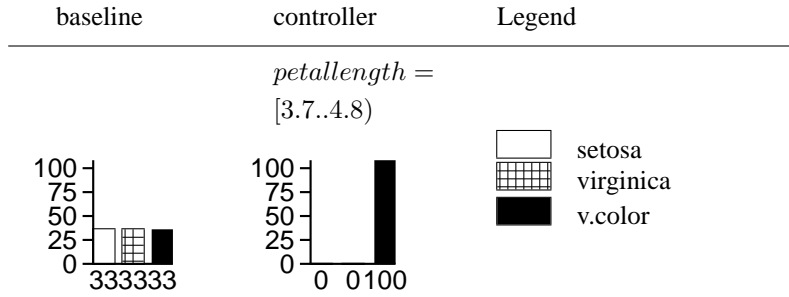 baseline controller Legend
petallength =
[3.7..4.8)
setosa
virginica
v.color
100
75
50
25
0
333333
100
75
50
25
0
0 0100